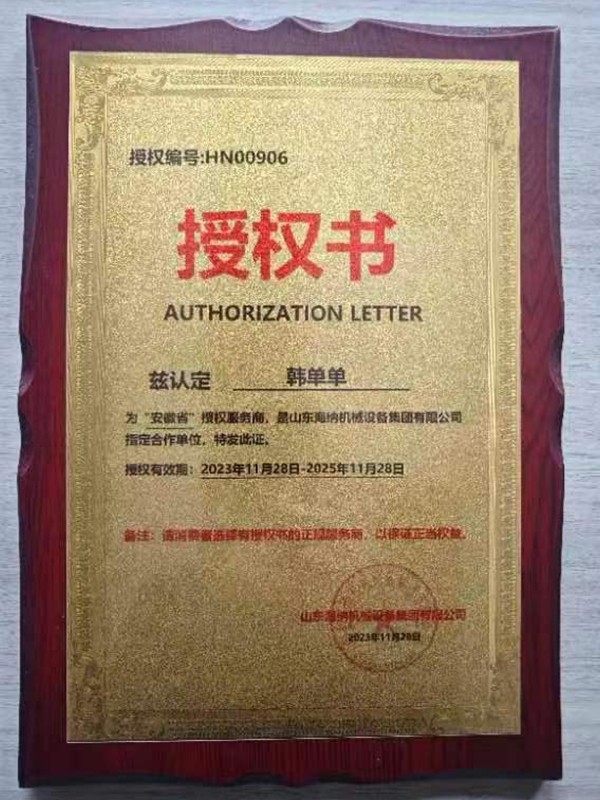 授权编号:HN00906
授权书
AUTHORIZATION LETTER
兹认定 韩单单
为“安徽省”授权服务商，是山东海纳机械设备集团有限公司
指定合作单位，特发此证。
授权有效期：2023年11月28日-2025年11月28日
备注：请消费者选择有授权书的正规服务商，以保证正当权益。
山东海纳机械设备集团有限公司
2023年11月28日